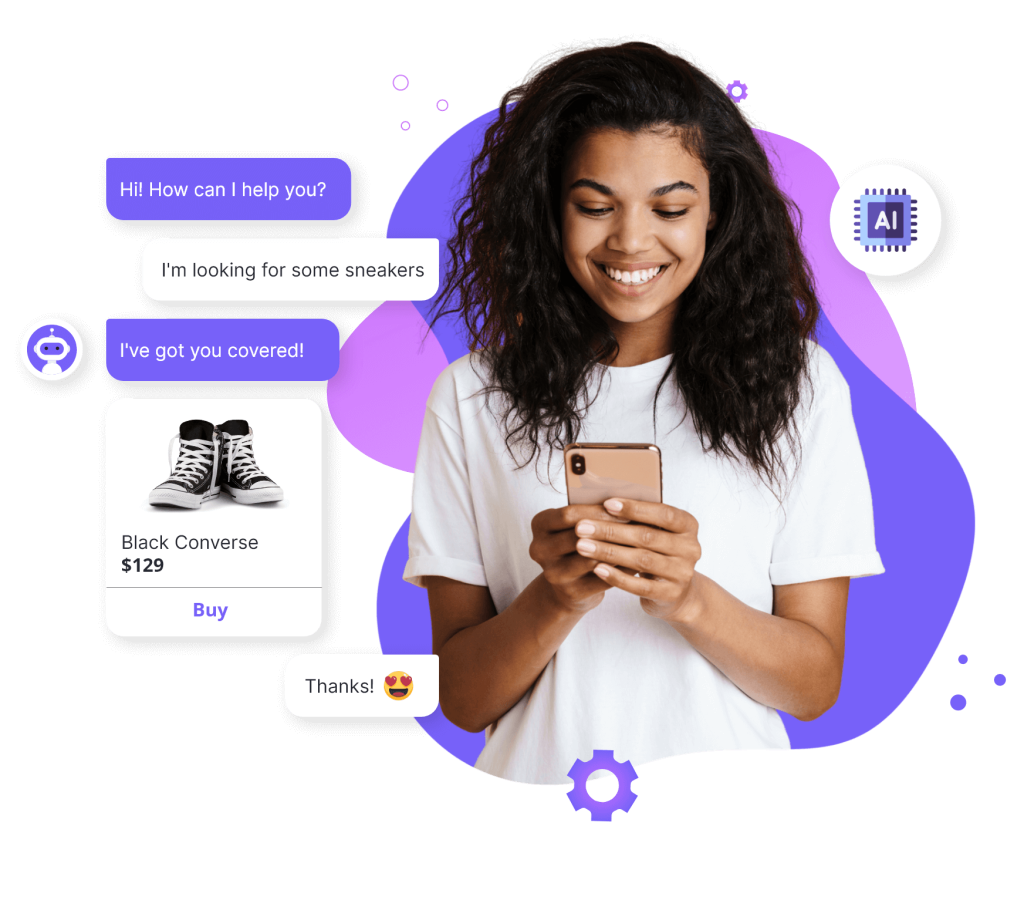 Hi! How can I help you?
AI
I'm looking for some sneakers
I've got you covered!
Black Converse
$129
Buy
Thanks! 😍